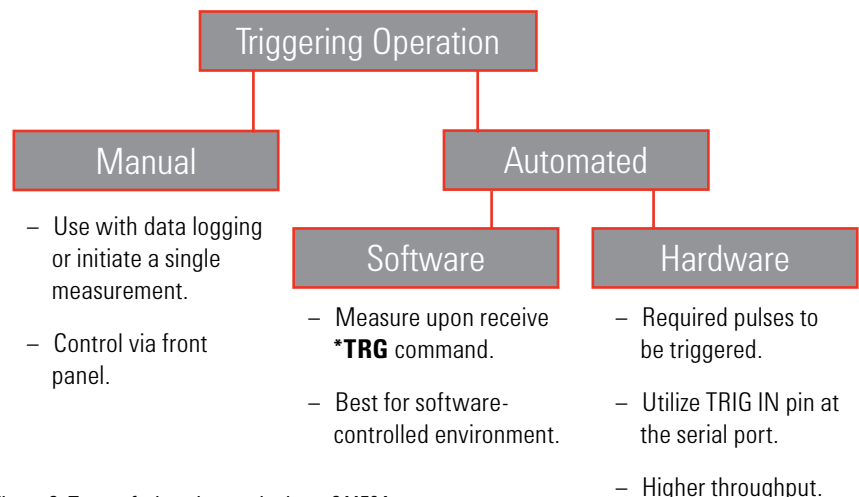 Triggering Operation
Manual
Automated
– Use with data logging
or initiate a single
measurement.
– Control via front
panel.
Software
– Measure upon receive
*TRG command.
– Best for software-
controlled environment.
Hardware
– Required pulses to
be triggered.
– Utilize TRIG IN pin at
the serial port.
– Higher throughput.